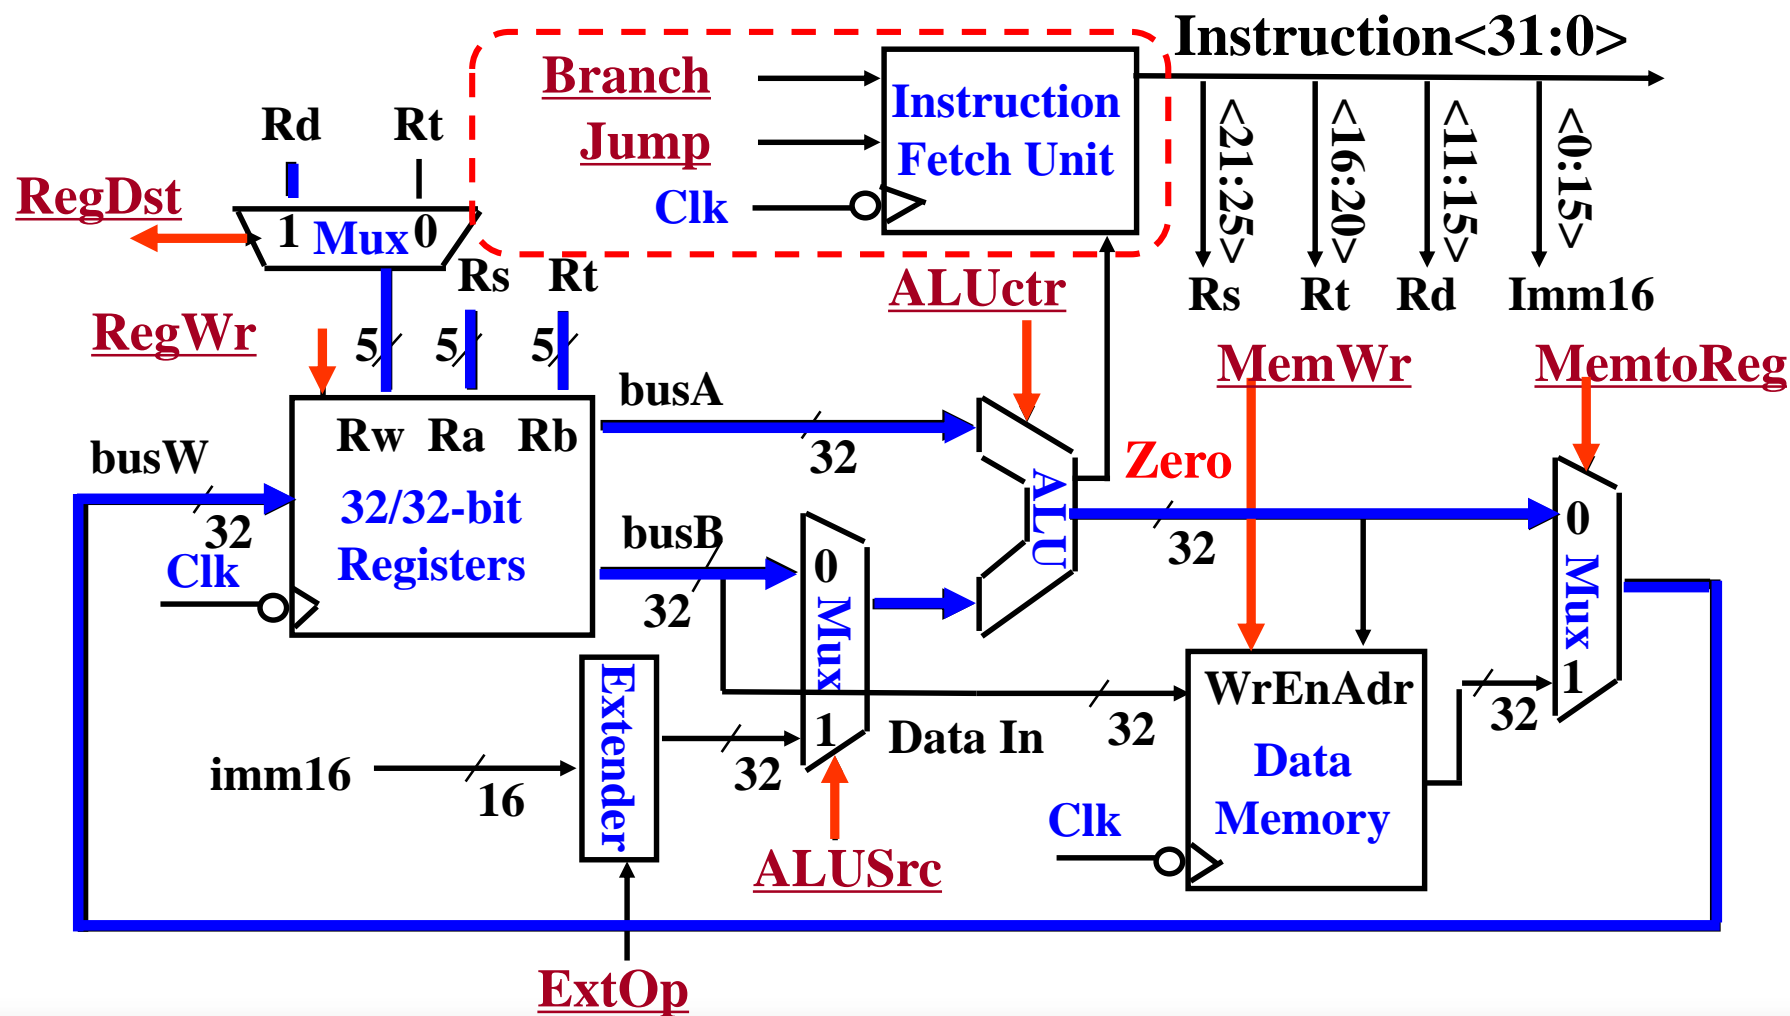 Instruction<31:0>
Branch
Instruction
Fetch Unit
Jump
Clk
<21:25>
<16:20>
<11:15>
<0:15>
Rs
Rt
Rd
Imm16
Rd
Rt
RegDst
1
Mux
0
Rs
Rt
RegWr
5
5
5
ALUctr
MemWr
MemtoReg
busA
32
busW
32
Rw
Ra
Rb
32/32-bit
Registers
Clk
busB
32
Zero
ALU
32
0
Mux
1
0
Mux
1
Extender
imm16
16
32
Data In
32
WrEn
Adr
Data
Memory
32
Clk
ALUSrc
ExtOp